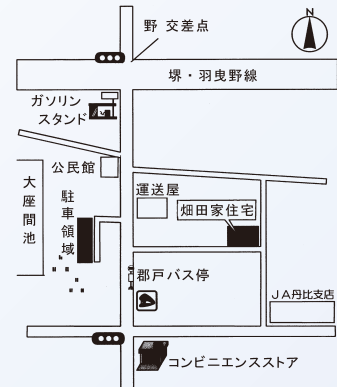 野 交差点
N
堺・羽曳野線
ガソリン
スタンド
公民館
大座間池
駐車領域
運送屋
畑田家住宅
郡戸バス停
JA丹比支店
コンビニエンスストア